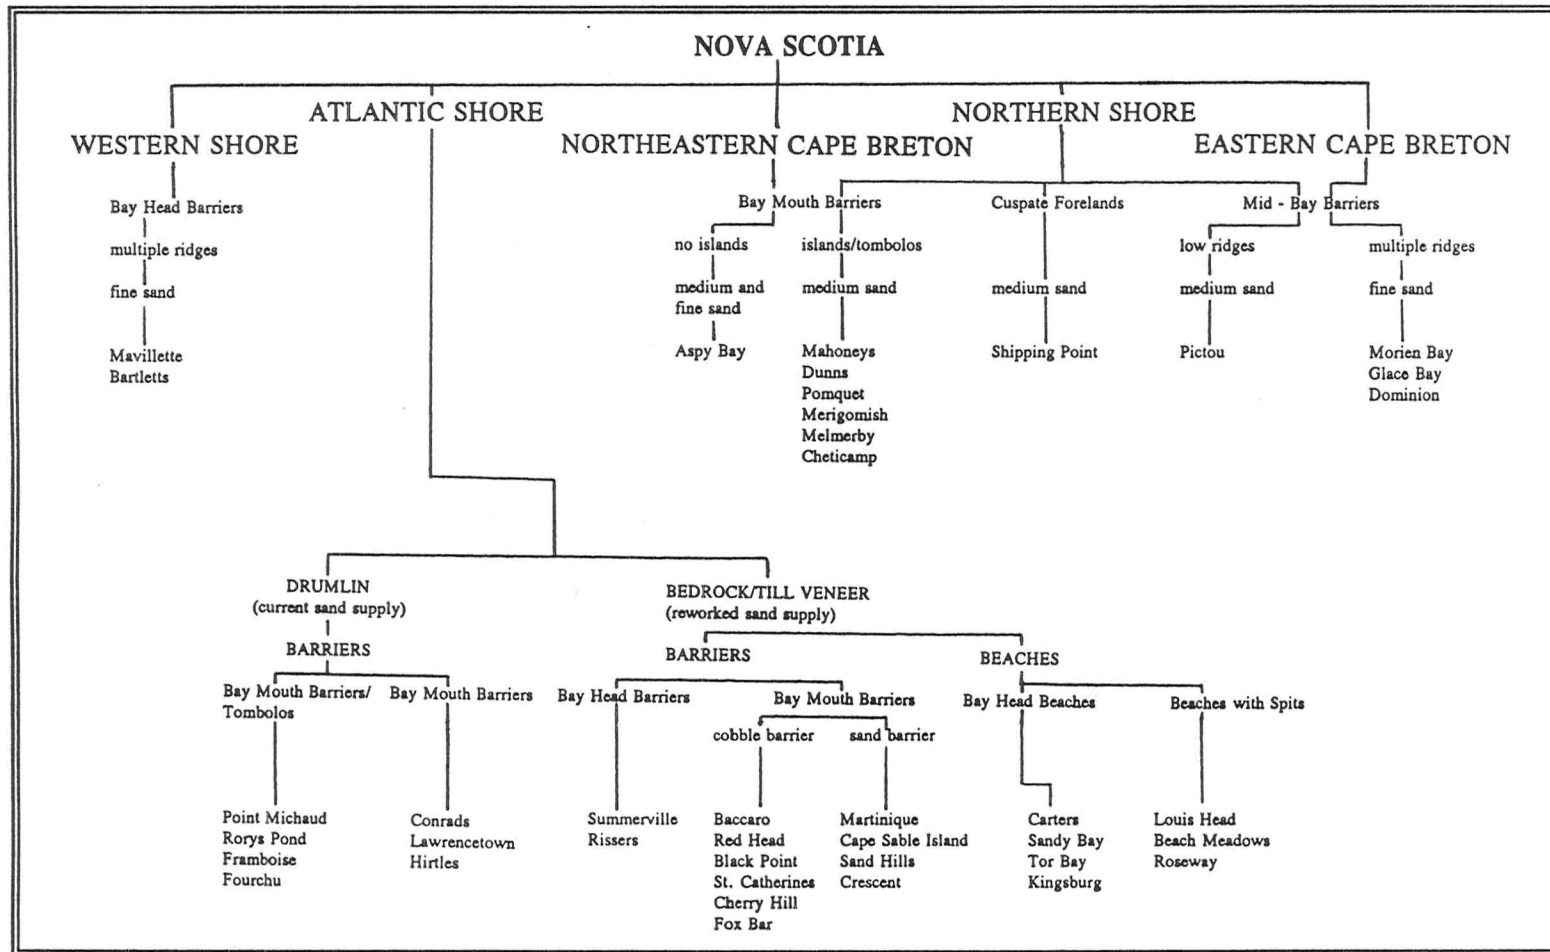 NOVA SCOTIA
ATLANTIC SHORE
NORTHERN SHORE
WESTERN SHORE
NORTHEASTERN CAPE BRETON
EASTERN CAPE BRETON
Bay Head Barriers
multiple ridges
fine sand
Mavillette
Bartletts
Bay Mouth Barriers
no islands
medium and
fine sand
Aspy Bay
islands/tombolos
medium sand
Mahoneys
Dunns
Pomquet
Merigomish
Melmerby
Cheticamp
Cuspate Forelands
medium sand
Shipping Point
Mid - Bay Barriers
low ridges
medium sand
Pictou
multiple ridges
fine sand
Morien Bay
Glace Bay
Dominion
DRUMLIN
(current sand supply)
BARRIERS
Bay Mouth Barriers/
Tombolos
Point Michaud
Rorys Pond
Framboise
Fourchu
Bay Mouth Barriers
Conrads
Lawrencetown
Hirtles
BEDROCK/TILL VENEER
(reworked sand supply)
BARRIERS
Bay Head Barriers
Summerville
Rissers
Bay Mouth Barriers
cobble barrier
Baccaro
Red Head
Black Point
St. Catherines
Cherry Hill
Fox Bar
sand barrier
Martinique
Cape Sable Island
Sand Hills
Crescent
BEACHES
Bay Head Beaches
Carters
Sandy Bay
Tor Bay
Kingsburg
Beaches with Spits
Louis Head
Beach Meadows
Roseway